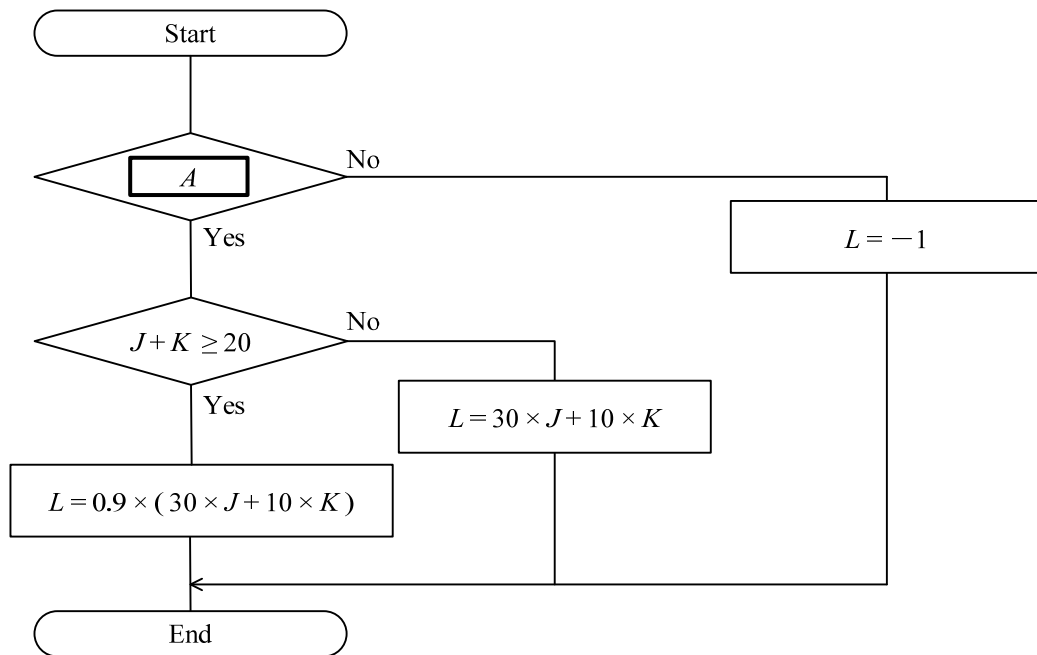 Start
A
No
Yes
L = −1
J + K ≥ 20
No
Yes
L = 30 × J + 10 × K
L = 0.9 × ( 30 × J + 10 × K )
End